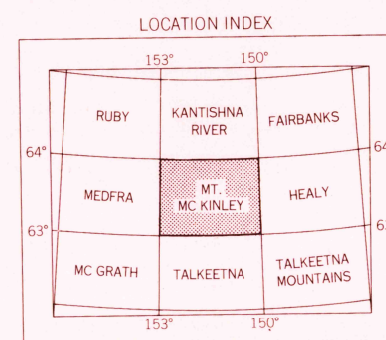 LOCATION INDEX
153° 150°
RUBY
KANTISHNA
RIVER
FAIRBANKS
64° 64
MEDFRA
MT.
MC KINLEY
HEALY
63°
MC GRATH
TALKEETNA
TALKEETNA
MOUNTAINS
153° 150°